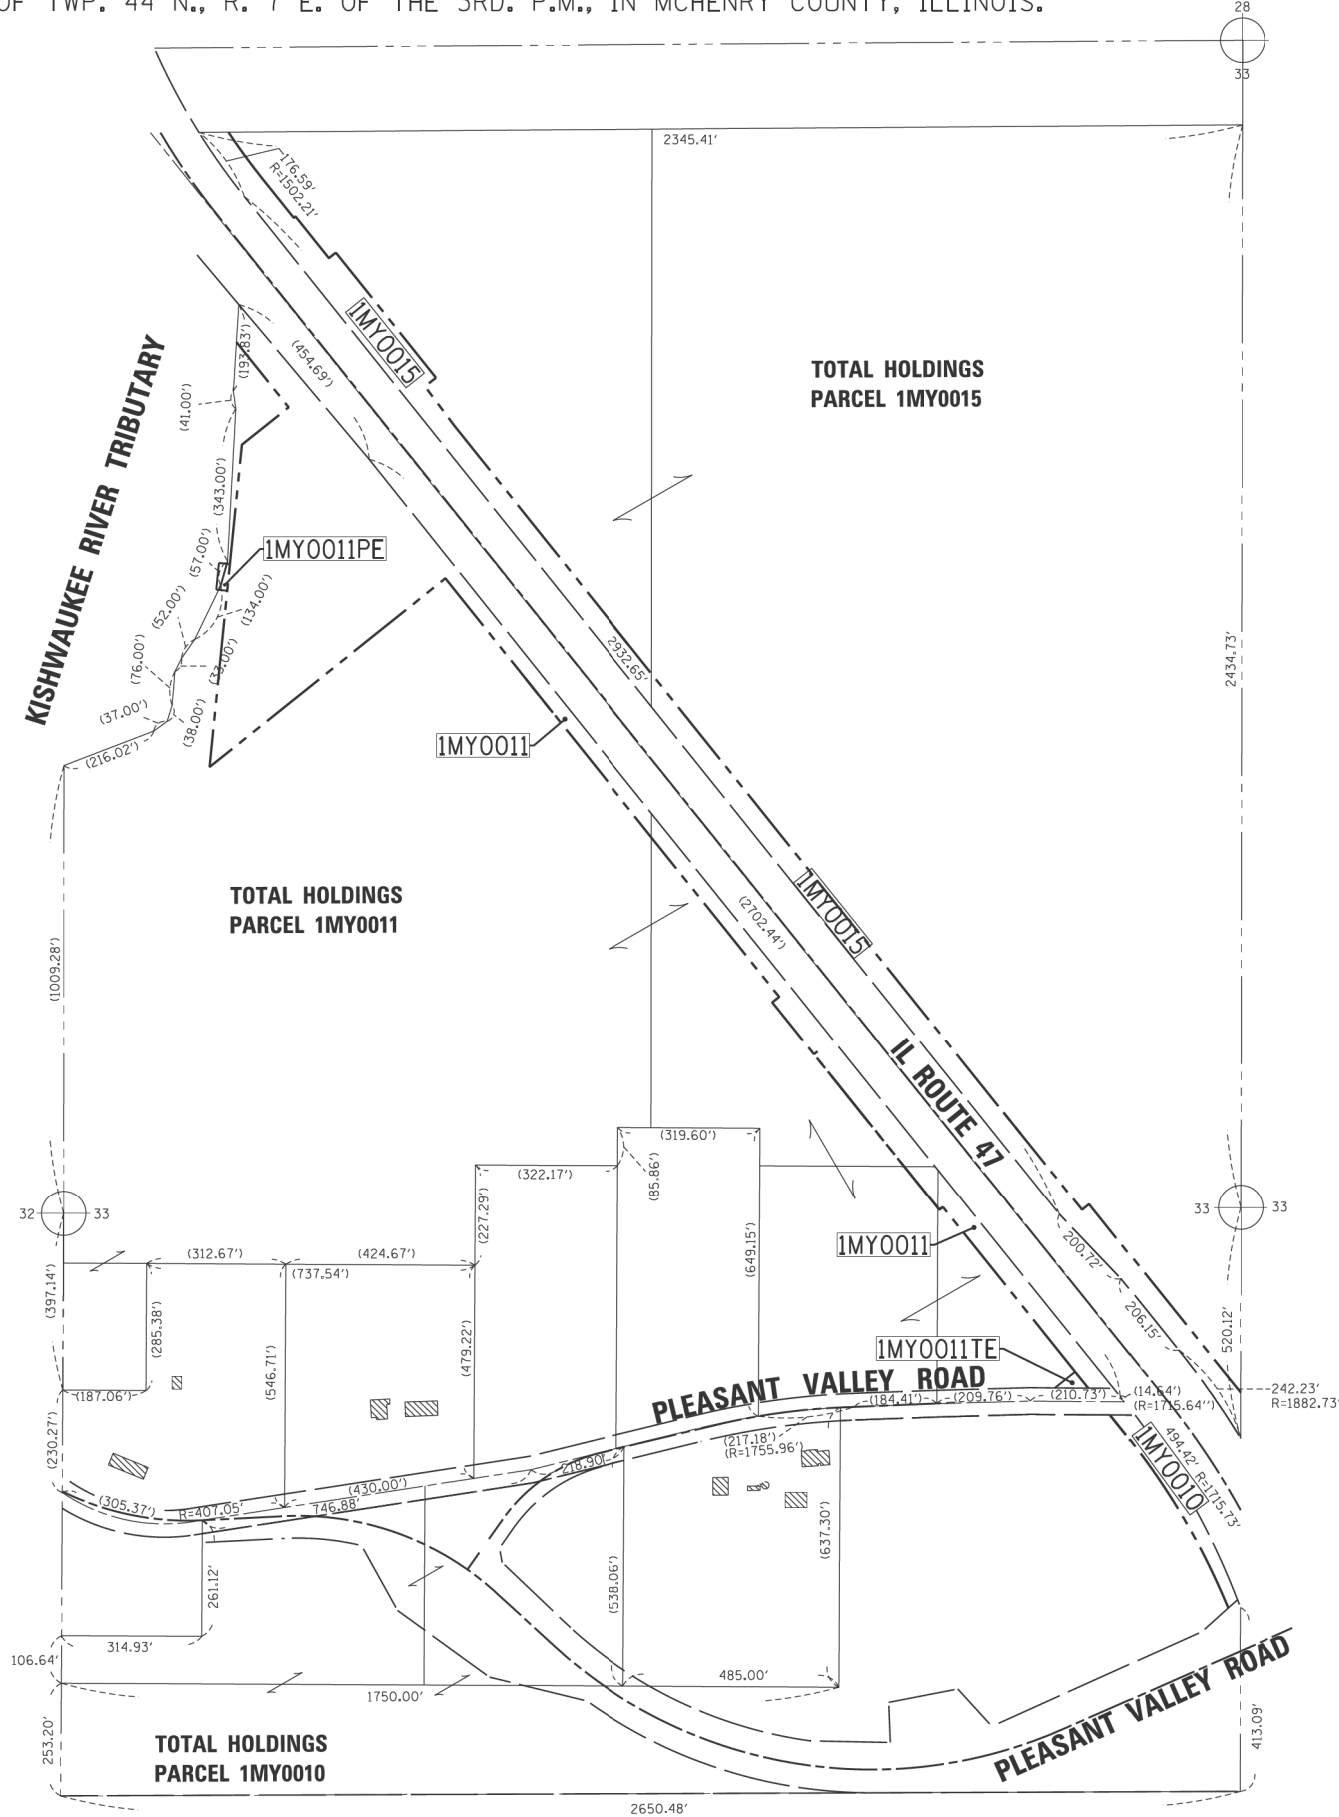 OF TWP. 44 N., R. 7 E. OF THE 3RD. P.M., IN MCHENRY COUNTY, ILLINOIS.
28
33
2345.41'
176.59'
R=1502.21'
1MY0015
(454.69')
(193.83')
(41.00')
TOTAL HOLDINGS
PARCEL 1MY0015
KISHWAUKEE RIVER TRIBUTARY
(343.00')
(57.00')
1MY0011PE
(52.00')
(134.00')
(76.00')
(33.00')
(37.00')
(38.00')
(216.02')
2932.65'
2434.73'
1MY0011
TOTAL HOLDINGS
PARCEL 1MY0011
(1009.28')
(2702.44')
1MY0015
IL ROUTE 47
(319.60')
(322.17')
(85.86')
32
33
33
33
(227.29')
(649.15')
1MY0011
200.72'
(312.67')
(424.67')
(737.54')
(397.14')
(285.38')
(546.71')
(479.22')
206.15'
520.12'
1MY0011TE
PLEASANT VALLEY ROAD
(187.06')
(184.41')
(209.76')
(210.73')
(14.64')
(R=1715.64'')
242.23'
R=1882.73'
(230.27')
(217.18')
(R=1755.96')
494.42' R=1715.73'
1MY0010
218.90'
(430.00')
(305.37')
R=407.05'
746.88'
(637.30')
(538.06')
261.12'
314.93'
106.64'
485.00'
1750.00'
PLEASANT VALLEY ROAD
253.20'
413.09'
TOTAL HOLDINGS
PARCEL 1MY0010
2650.48'